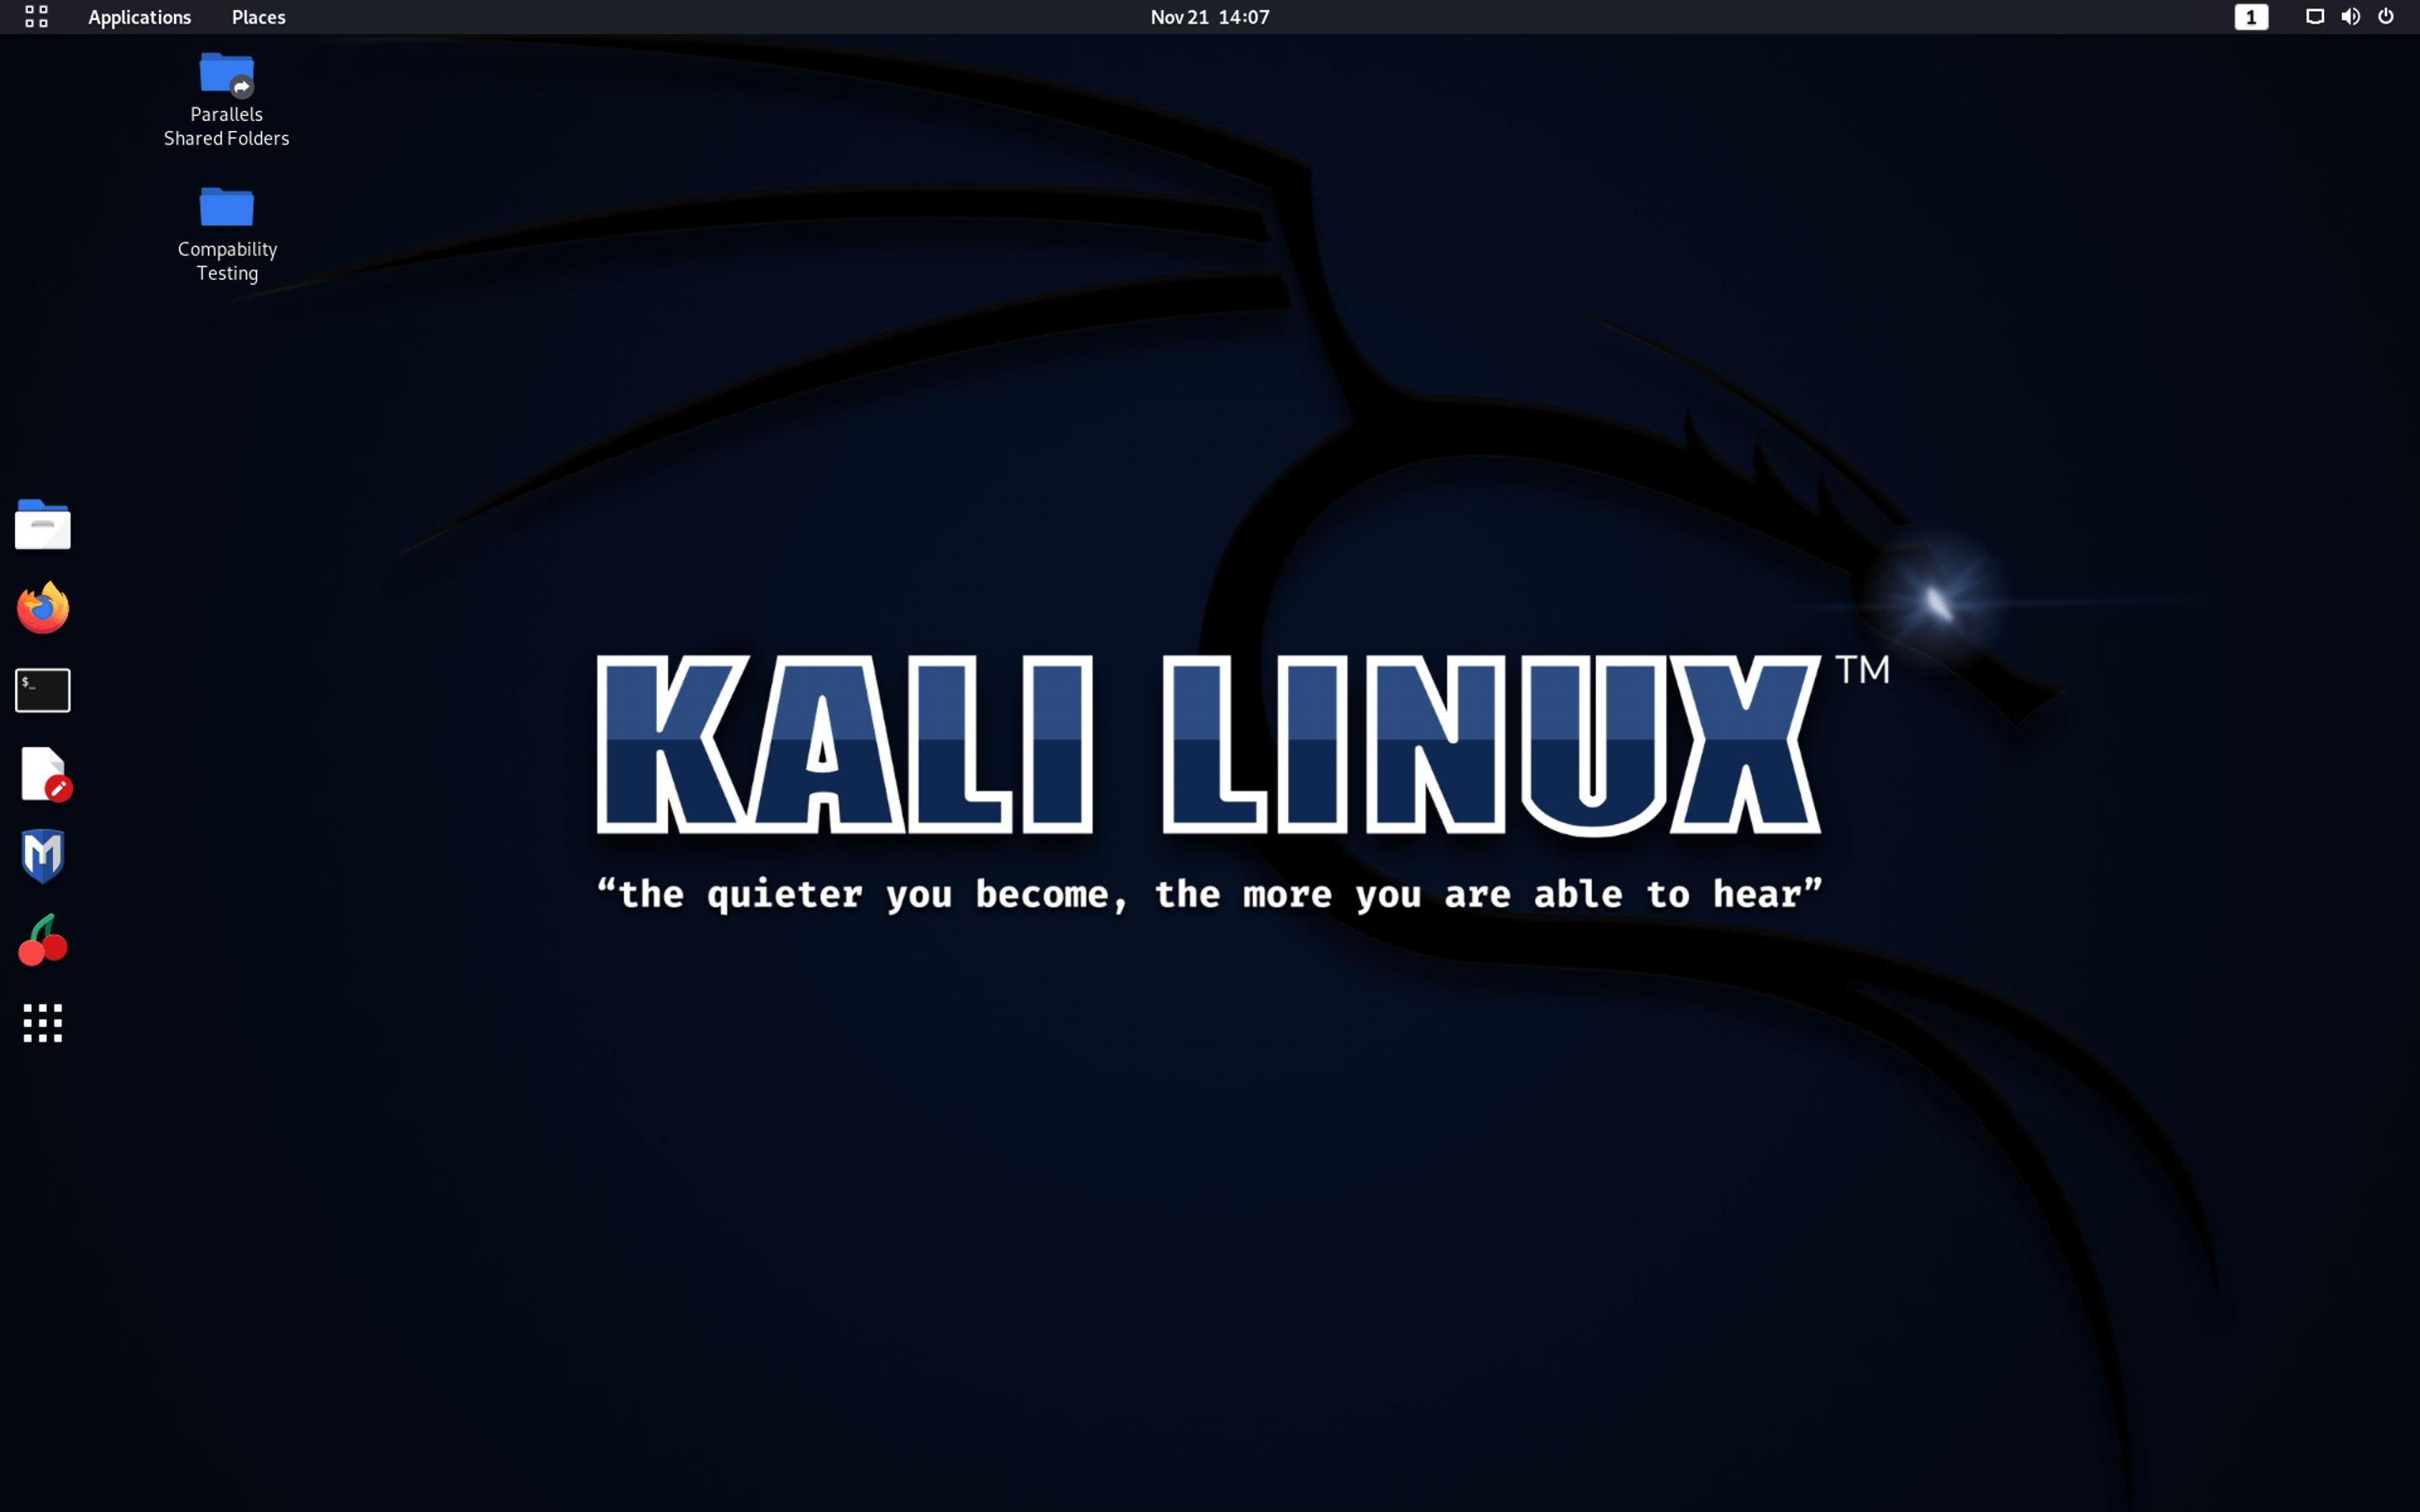 Applications Places Nov 21 14:07 1
Parallels
Shared Folders
Compability
Testing
$_
M
KALI LINUX™
“the quieter you become, the more you are able to hear”